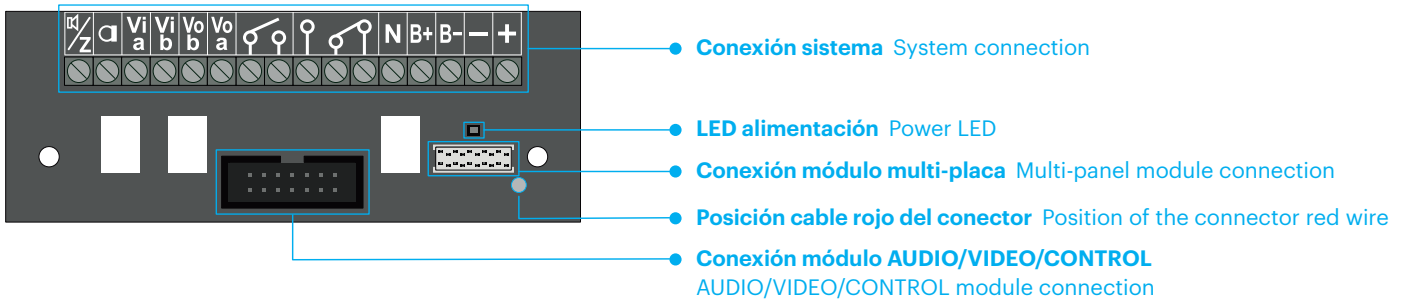 Z Vi a Vi b Vo b Vo a N B+ B- — +
Conexión sistema System connection
LED alimentación Power LED
Conexión módulo multi-placa Multi-panel module connection
Posición cable rojo del conector Position of the connector red wire
Conexión módulo AUDIO/VIDEO/CONTROL
AUDIO/VIDEO/CONTROL module connection